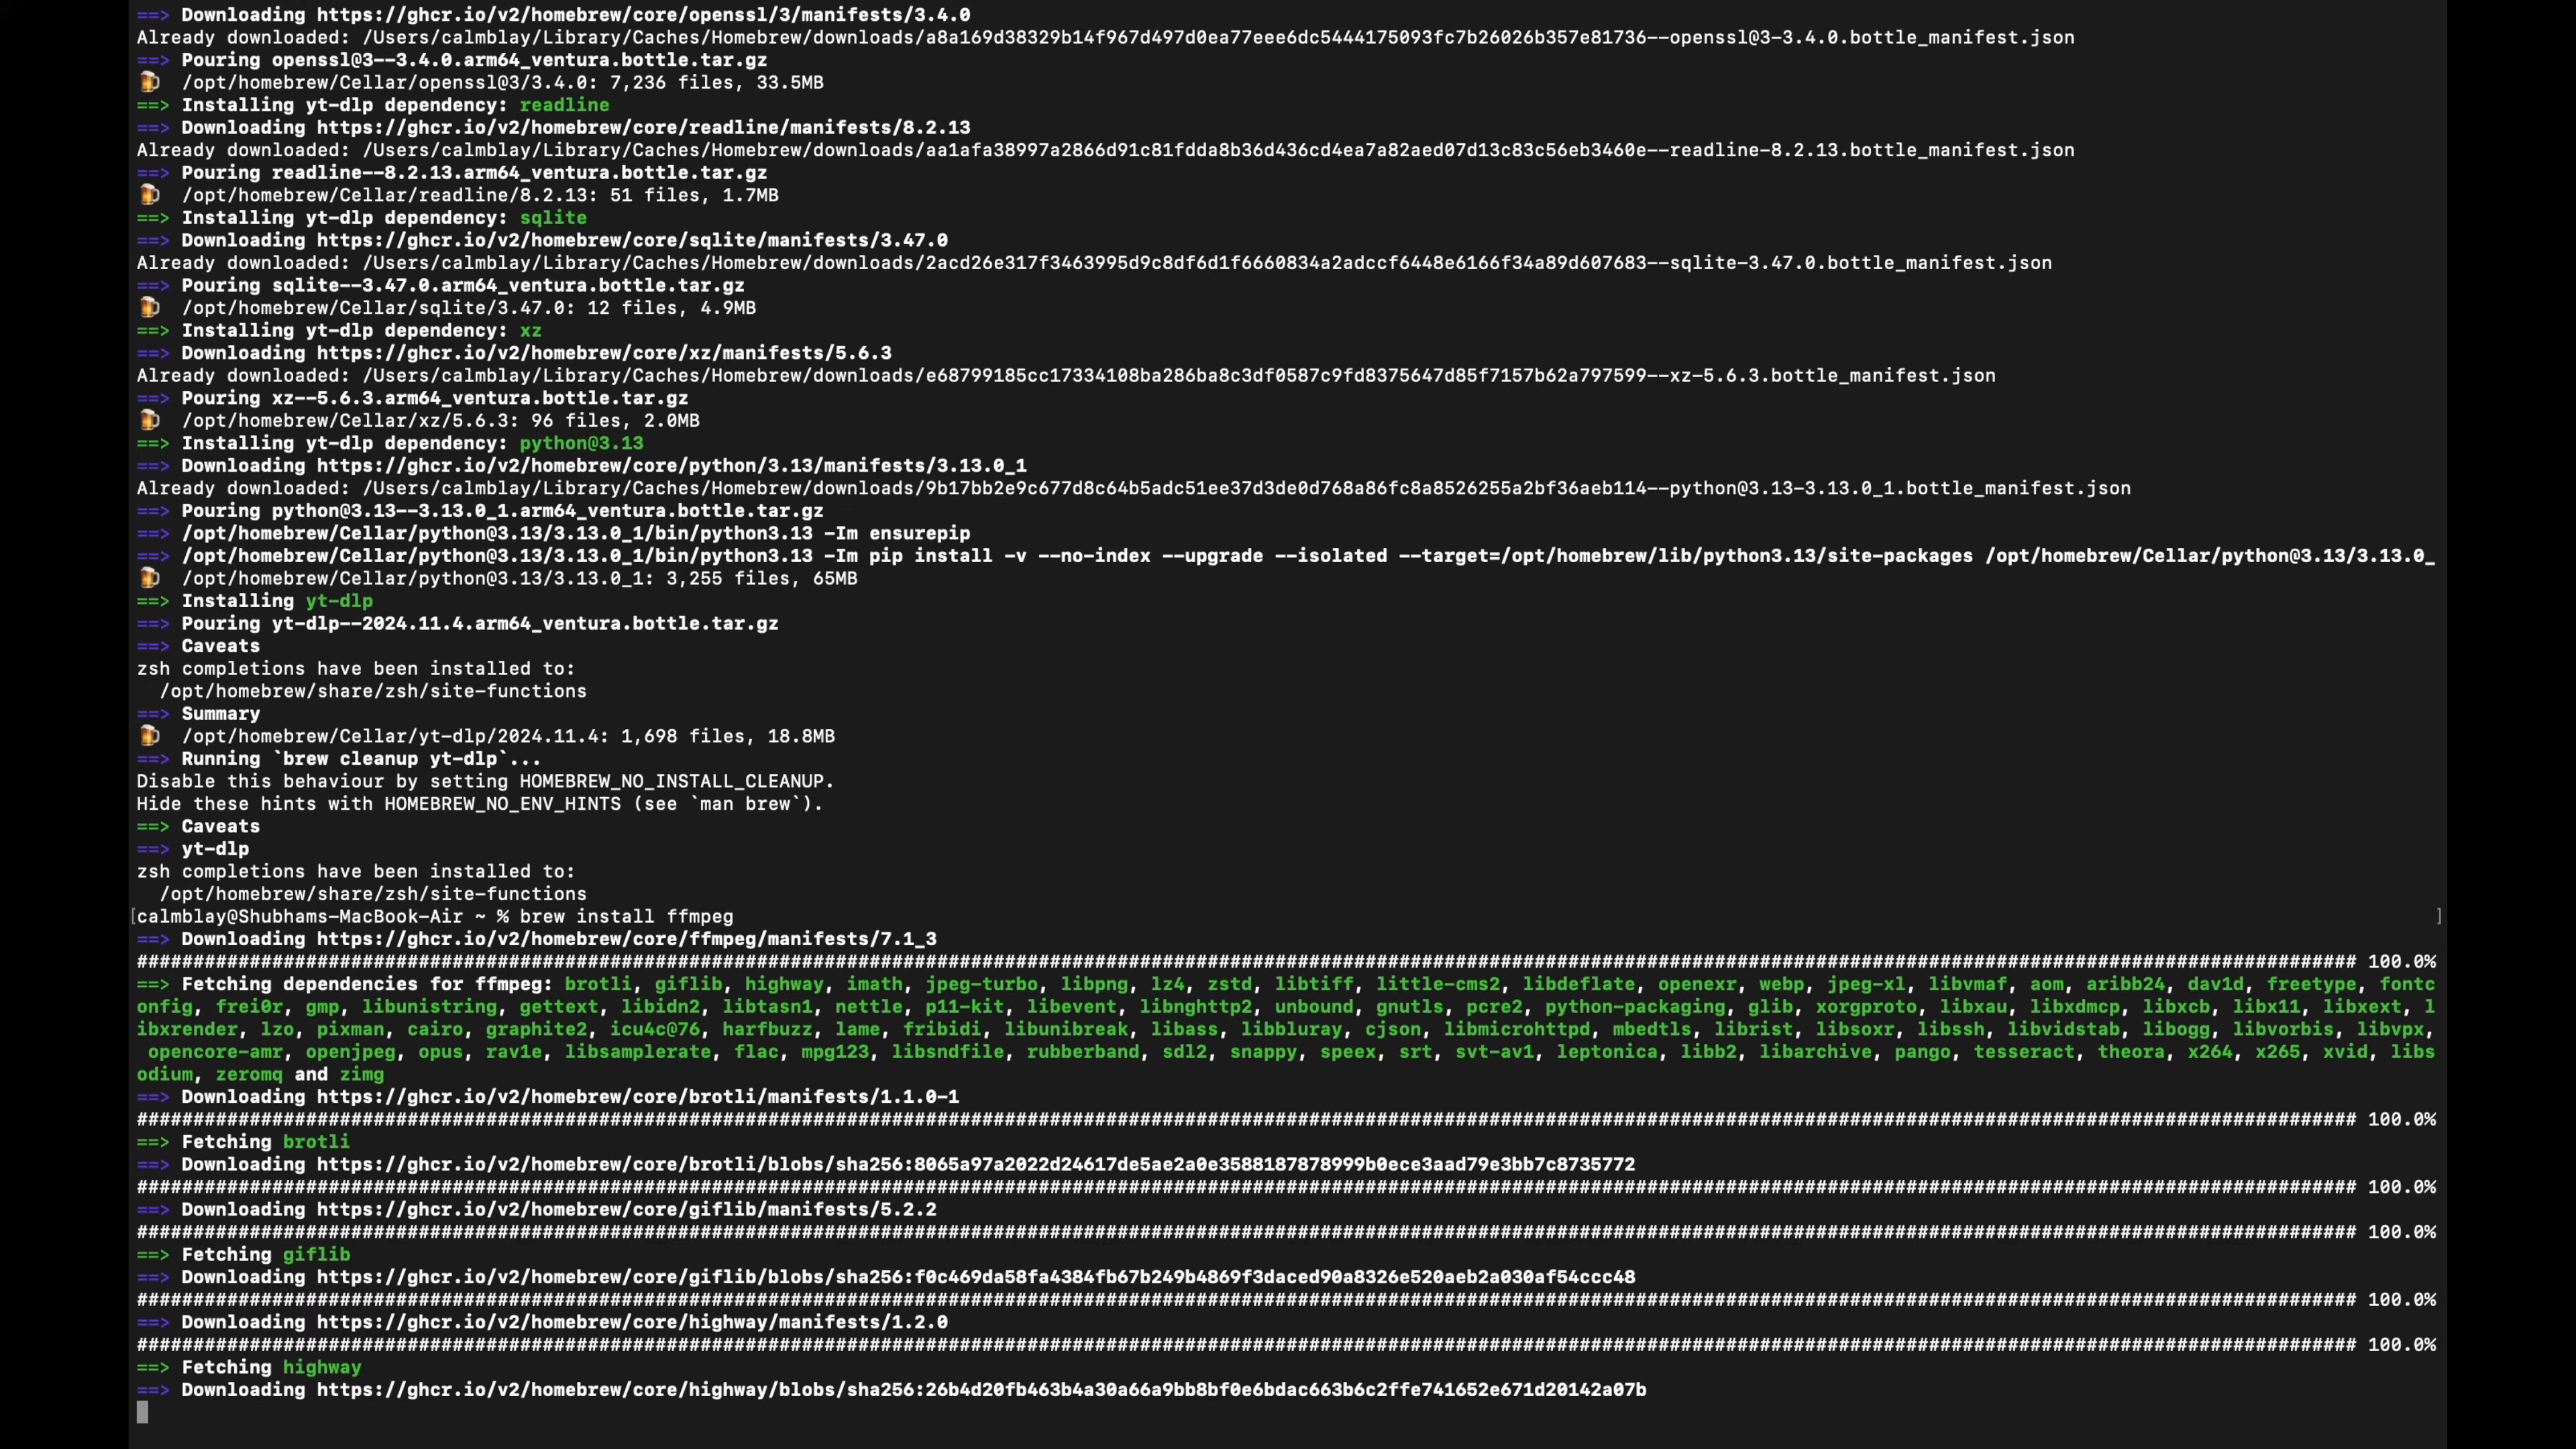 ==> Downloading https://ghcr.io/v2/homebrew/core/openssl/3/manifests/3.4.0
Already downloaded: /Users/calmblay/Library/Caches/Homebrew/downloads/a8a169d38329b14f967d497d0ea77eee6dc5444175093fc7b26026b357e81736--openssl@3-3.4.0.bottle_manifest.json
==> Pouring openssl@3--3.4.0.arm64_ventura.bottle.tar.gz
🍺 /opt/homebrew/Cellar/openssl@3/3.4.0: 7,236 files, 33.5MB
==> Installing yt-dlp dependency: readline
==> Downloading https://ghcr.io/v2/homebrew/core/readline/manifests/8.2.13
Already downloaded: /Users/calmblay/Library/Caches/Homebrew/downloads/aa1afa38997a2866d91c81fdda8b36d436cd4ea7a82aed07d13c83c56eb3460e--readline-8.2.13.bottle_manifest.json
==> Pouring readline--8.2.13.arm64_ventura.bottle.tar.gz
🍺 /opt/homebrew/Cellar/readline/8.2.13: 51 files, 1.7MB
==> Installing yt-dlp dependency: sqlite
==> Downloading https://ghcr.io/v2/homebrew/core/sqlite/manifests/3.47.0
Already downloaded: /Users/calmblay/Library/Caches/Homebrew/downloads/2acd26e317f3463995d9c8df6d1f6660834a2adccf6448e6166f34a89d607683--sqlite-3.47.0.bottle_manifest.json
==> Pouring sqlite--3.47.0.arm64_ventura.bottle.tar.gz
🍺 /opt/homebrew/Cellar/sqlite/3.47.0: 12 files, 4.9MB
==> Installing yt-dlp dependency: xz
==> Downloading https://ghcr.io/v2/homebrew/core/xz/manifests/5.6.3
Already downloaded: /Users/calmblay/Library/Caches/Homebrew/downloads/e68799185cc17334108ba286ba8c3df0587c9fd8375647d85f7157b62a797599--xz-5.6.3.bottle_manifest.json
==> Pouring xz--5.6.3.arm64_ventura.bottle.tar.gz
🍺 /opt/homebrew/Cellar/xz/5.6.3: 96 files, 2.0MB
==> Installing yt-dlp dependency: python@3.13
==> Downloading https://ghcr.io/v2/homebrew/core/python/3.13/manifests/3.13.0_1
Already downloaded: /Users/calmblay/Library/Caches/Homebrew/downloads/9b17bb2e9c677d8c64b5adc51ee37d3de0d768a86fc8a8526255a2bf36aeb114--python@3.13-3.13.0_1.bottle_manifest.json
==> Pouring python@3.13--3.13.0_1.arm64_ventura.bottle.tar.gz
==> /opt/homebrew/Cellar/python@3.13/3.13.0_1/bin/python3.13 -Im ensurepip
==> /opt/homebrew/Cellar/python@3.13/3.13.0_1/bin/python3.13 -Im pip install -v --no-index --upgrade --isolated --target=/opt/homebrew/lib/python3.13/site-packages /opt/homebrew/Cellar/python@3.13/3.13.0_
🍺 /opt/homebrew/Cellar/python@3.13/3.13.0_1: 3,255 files, 65MB
==> Installing yt-dlp
==> Pouring yt-dlp--2024.11.4.arm64_ventura.bottle.tar.gz
==> Caveats
zsh completions have been installed to:
/opt/homebrew/share/zsh/site-functions
==> Summary
🍺 /opt/homebrew/Cellar/yt-dlp/2024.11.4: 1,698 files, 18.8MB
==> Running `brew cleanup yt-dlp`...
Disable this behaviour by setting HOMEBREW_NO_INSTALL_CLEANUP.
Hide these hints with HOMEBREW_NO_ENV_HINTS (see `man brew`).
==> Caveats
==> yt-dlp
zsh completions have been installed to:
/opt/homebrew/share/zsh/site-functions
[calmblay@Shubhams-MacBook-Air ~ % brew install ffmpeg ]
==> Downloading https://ghcr.io/v2/homebrew/core/ffmpeg/manifests/7.1_3
################################################################################ 100.0%
==> Fetching dependencies for ffmpeg: brotli, giflib, highway, imath, jpeg-turbo, libpng, lz4, zstd, libtiff, little-cms2, libdeflate, openexr, webp, jpeg-xl, libvmaf, aom, aribb24, dav1d, freetype, fontc
onfig, frei0r, gmp, libunistring, gettext, libidn2, libtasn1, nettle, p11-kit, libevent, libnghttp2, unbound, gnutls, pcre2, python-packaging, glib, xorgproto, libxau, libxdmcp, libxcb, libx11, libxext, l
ibxrender, lzo, pixman, cairo, graphite2, icu4c@76, harfbuzz, lame, fribidi, libunibreak, libass, libbluray, cjson, libmicrohttpd, mbedtls, librist, libsoxr, libssh, libvidstab, libogg, libvorbis, libvpx,
opencore-amr, openjpeg, opus, rav1e, libsamplerate, flac, mpg123, libsndfile, rubberband, sdl2, snappy, speex, srt, svt-av1, leptonica, libb2, libarchive, pango, tesseract, theora, x264, x265, xvid, libs
odium, zeromq and zimg
==> Downloading https://ghcr.io/v2/homebrew/core/brotli/manifests/1.1.0-1
################################################################################ 100.0%
==> Fetching brotli
==> Downloading https://ghcr.io/v2/homebrew/core/brotli/blobs/sha256:8065a97a2022d24617de5ae2a0e3588187878999b0ece3aad79e3bb7c8735772
################################################################################ 100.0%
==> Downloading https://ghcr.io/v2/homebrew/core/giflib/manifests/5.2.2
################################################################################ 100.0%
==> Fetching giflib
==> Downloading https://ghcr.io/v2/homebrew/core/giflib/blobs/sha256:f0c469da58fa4384fb67b249b4869f3daced90a8326e520aeb2a030af54ccc48
################################################################################ 100.0%
==> Downloading https://ghcr.io/v2/homebrew/core/highway/manifests/1.2.0
################################################################################ 100.0%
==> Fetching highway
==> Downloading https://ghcr.io/v2/homebrew/core/highway/blobs/sha256:26b4d20fb463b4a30a66a9bb8bf0e6bdac663b6c2ffe741652e671d20142a07b